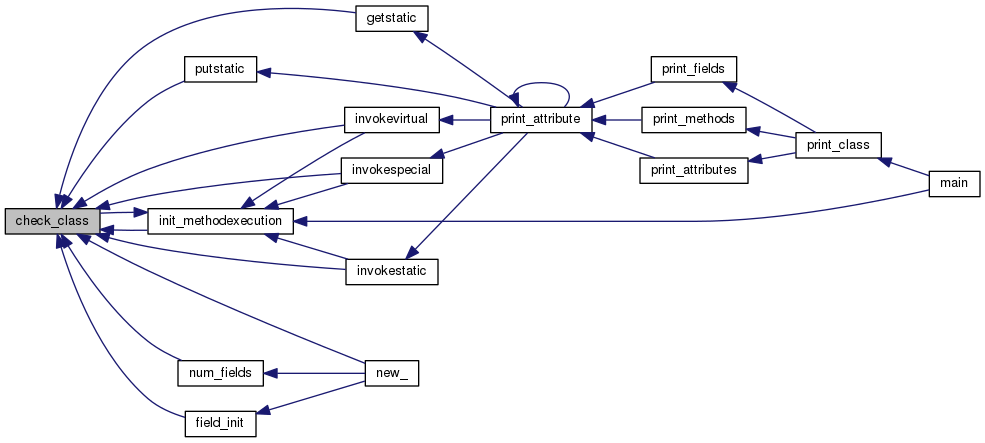 getstatic
putstatic
print_fields
invokevirtual
print_attribute
print_methods
print_class
invokespecial
print_attributes
main
check_class
init_methodexecution
invokestatic
num_fields
new_
field_init